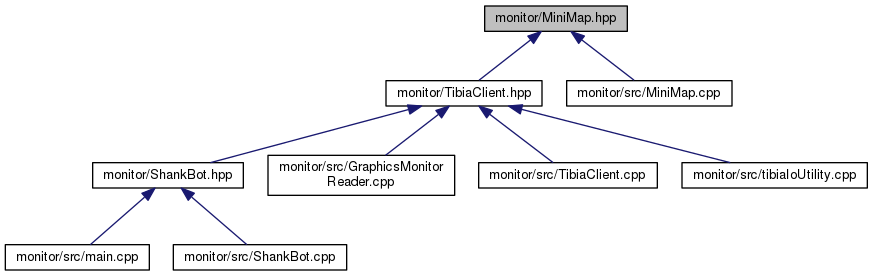 monitor/MiniMap.hpp
monitor/TibiaClient.hpp
monitor/src/MiniMap.cpp
monitor/ShankBot.hpp
monitor/src/GraphicsMonitor
Reader.cpp
monitor/src/TibiaClient.cpp
monitor/src/tibiaIoUtility.cpp
monitor/src/main.cpp
monitor/src/ShankBot.cpp